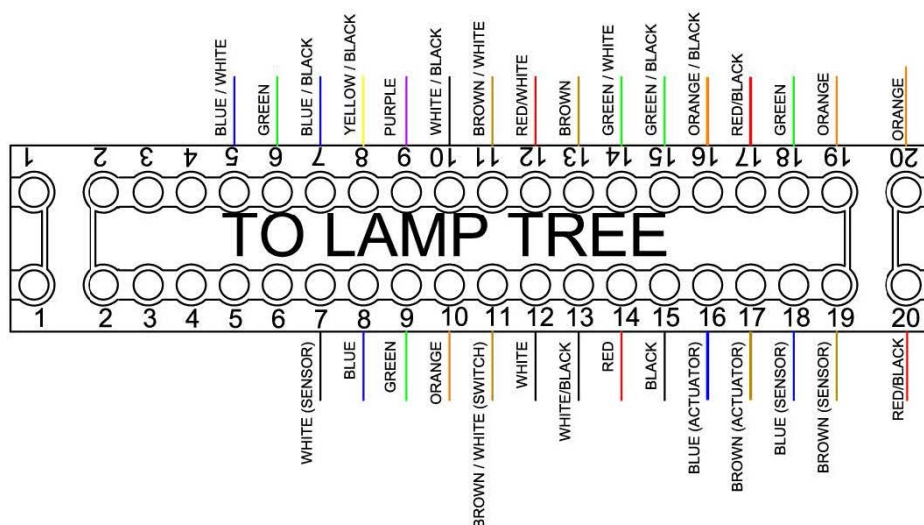 BLUE / WHITE
GREEN
BLUE / BLACK
YELLOW / BLACK
PURPLE
WHITE / BLACK
BROWN / WHITE
RED/WHITE
BROWN
GREEN / WHITE
GREEN / BLACK
ORANGE / BLACK
RED/BLACK
GREEN
ORANGE
ORANGE
1 2 3 4 5 6 7 8 9 10 11 12 13 14 15 16 17 18 19 20
TO LAMP TREE
1 2 3 4 5 6 7 8 9 10 11 12 13 14 15 16 17 18 19 20
WHITE (SENSOR)
BLUE
GREEN
ORANGE
BROWN / WHITE (SWITCH)
WHITE
WHITE/BLACK
RED
BLACK
BLUE (ACTUATOR)
BROWN (ACTUATOR)
BLUE (SENSOR)
BROWN (SENSOR)
RED/BLACK